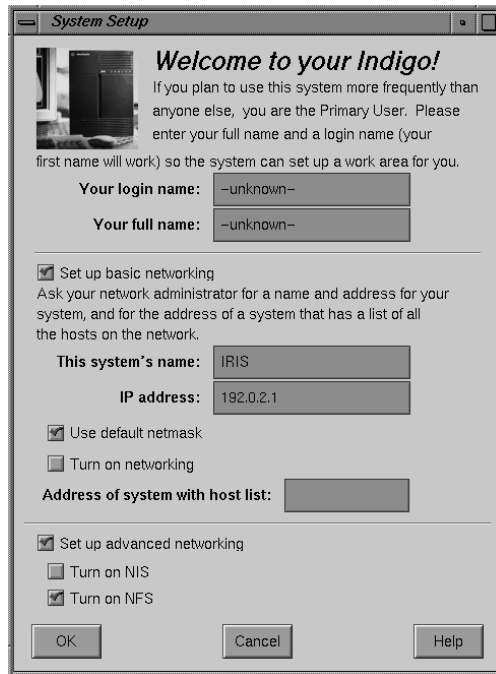 System Setup
Welcome to your Indigo!
If you plan to use this system more frequently than
anyone else, you are the Primary User. Please
enter your full name and a login name (your
first name will work) so the system can set up a work area for you.
Your login name: –unknown–
Your full name: –unknown–
Set up basic networking
Ask your network administrator for a name and address for your
system, and for the address of a system that has a list of all
the hosts on the network.
This system's name: IRIS
IP address: 192.0.2.1
Use default netmask
Turn on networking
Address of system with host list:
Set up advanced networking
Turn on NIS
Turn on NFS
OK Cancel Help